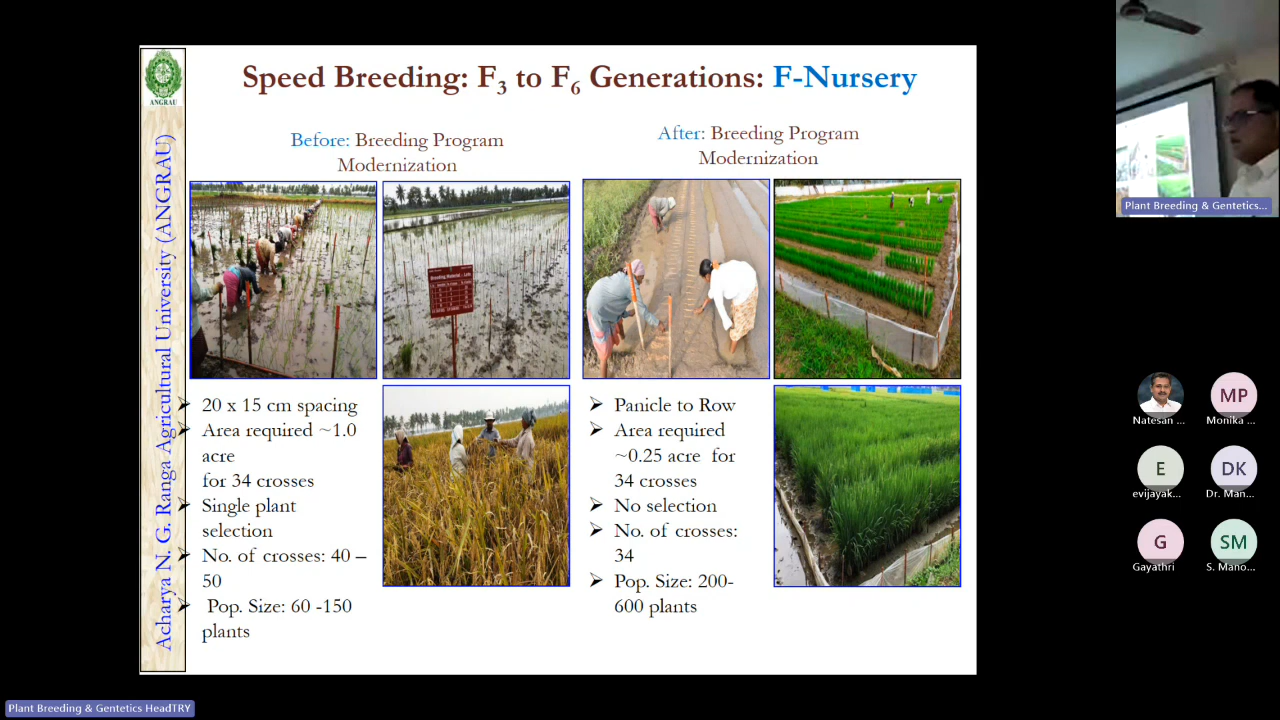 ANGRAU
Acharya N. G. Ranga Agricultural University (ANGRAU)
Speed Breeding: F3 to F6 Generations: F-Nursery
Before: Breeding Program
Modernization
After: Breeding Program
Modernization
20 x 15 cm spacing
Area required ~1.0
acre
for 34 crosses
Single plant
selection
No. of crosses: 40 –
50
Pop. Size: 60 -150
plants
Panicle to Row
Area required
~0.25 acre for
34 crosses
No selection
No. of crosses:
34
Pop. Size: 200-
600 plants
Plant Breeding & Gentetics...
Natesan ...
MP
Monika ...
E
evijayak...
DK
Dr. Man...
G
Gayathri
SM
S. Mano...
Plant Breeding & Gentetics HeadTRY